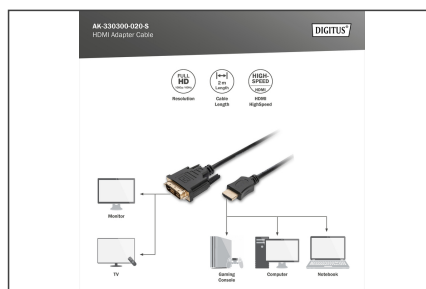 AK-330300-020-S
HDMI Adapter Cable
DIGITUS®
FULL
HD
2 m
Length
HIGH-
SPEED
HDMI
Resolution
Cable
Length
HDMI
HighSpeed
Monitor
TV
Gaming
Console
Computer
Notebook